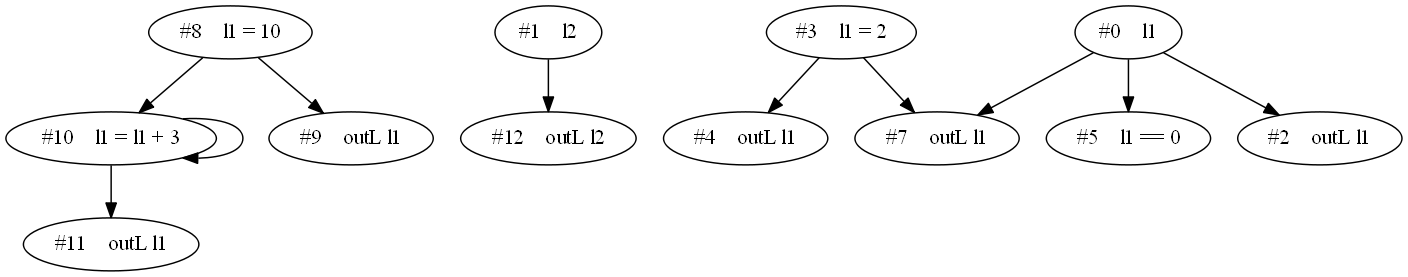 #8 l1 = 10
#1 l2
#3 l1 = 2
#0 l1
#10 l1 = l1 + 3
#9 outL l1
#12 outL l2
#4 outL l1
#7 outL l1
#5 l1 == 0
#2 outL l1
#11 outL l1